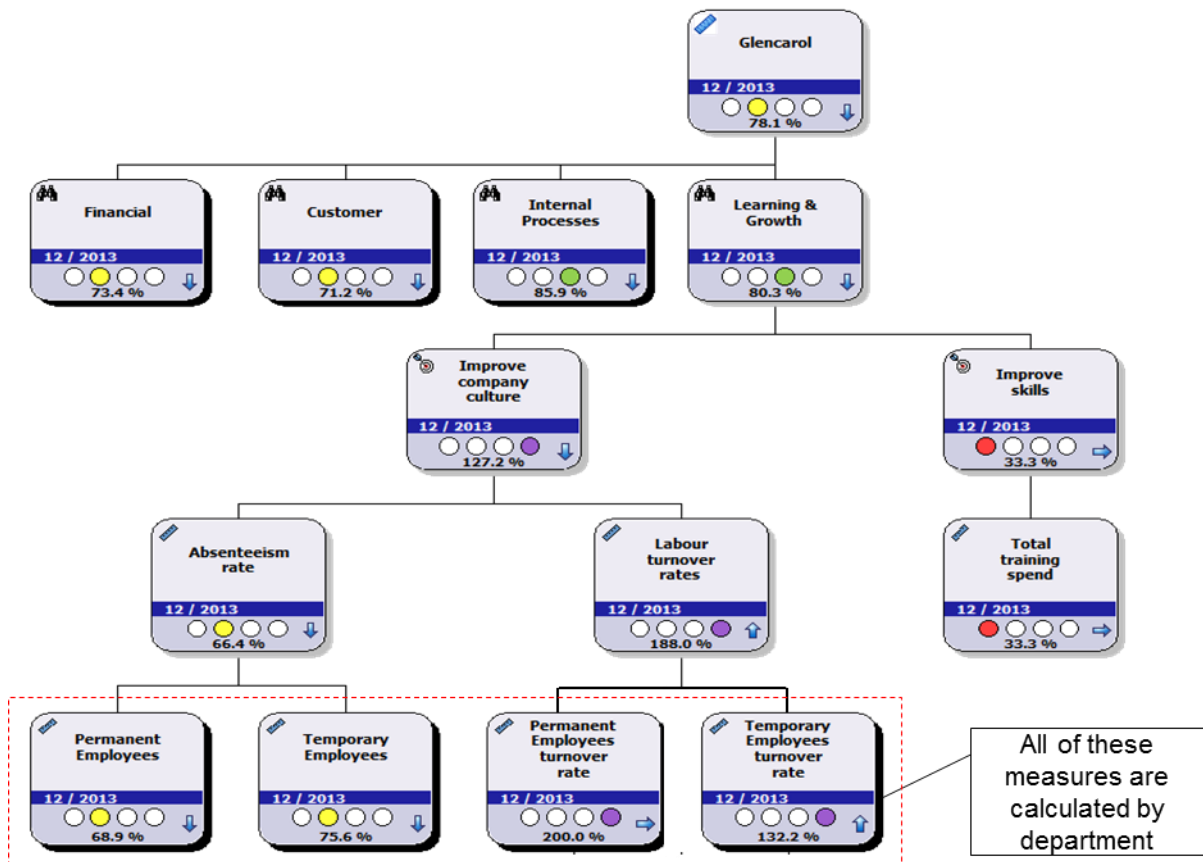 Glencarol
12 / 2013
78.1 %
Financial
12 / 2013
73.4 %
Customer
12 / 2013
71.2 %
Internal
Processes
12 / 2013
85.9 %
Learning &
Growth
12 / 2013
80.3 %
Improve
company
culture
12 / 2013
127.2 %
Improve
skills
12 / 2013
33.3 %
Absenteeism
rate
12 / 2013
66.4 %
Labour
turnover
rates
12 / 2013
188.0 %
Total
training
spend
12 / 2013
33.3 %
Permanent
Employees
12 / 2013
68.9 %
Temporary
Employees
12 / 2013
75.6 %
Permanent
Employees
turnover
rate
12 / 2013
200.0 %
Temporary
Employees
turnover
rate
12 / 2013
132.2 %
All of these
measures are
calculated by
department